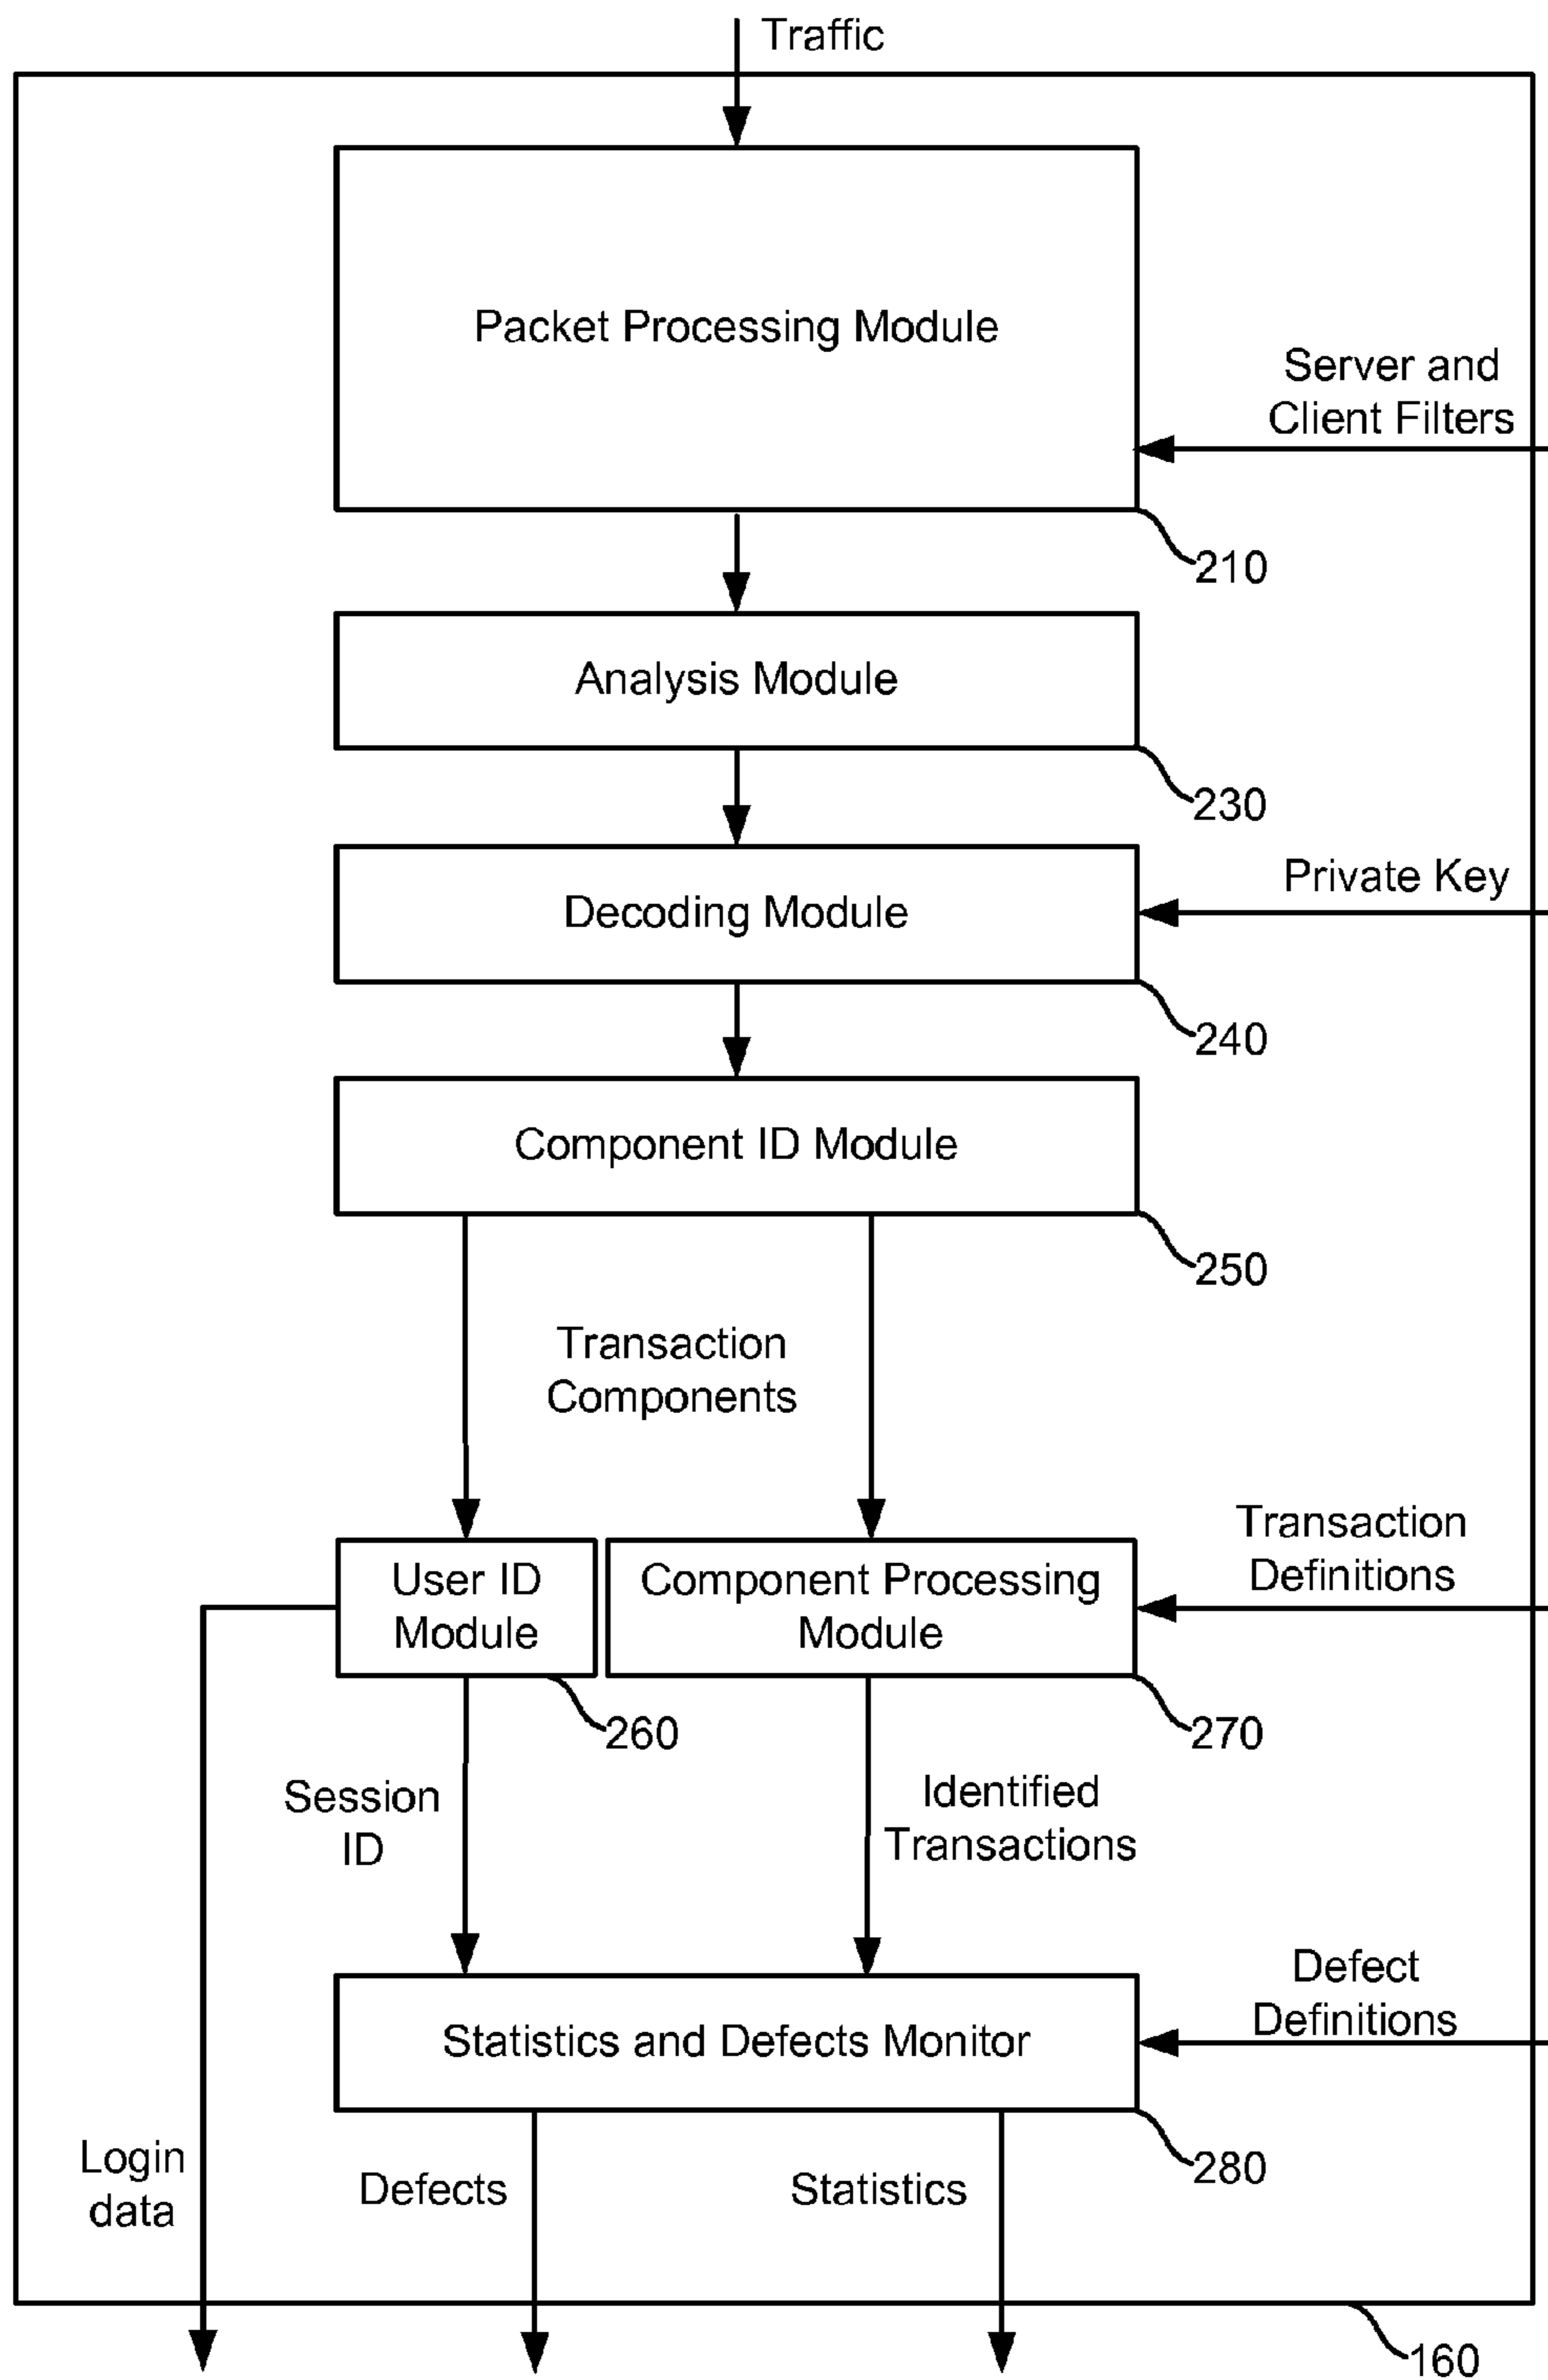 Traffic
Packet Processing Module
Server and
Client Filters
210
Analysis Module
230
Private Key
Decoding Module
240
Component ID Module
250
Transaction
Components
Transaction
Definitions
User ID
Module
Component Processing
Module
260
270
Session
ID
Identified
Transactions
Defect
Definitions
Statistics and Defects Monitor
280
Login
data
Defects
Statistics
160